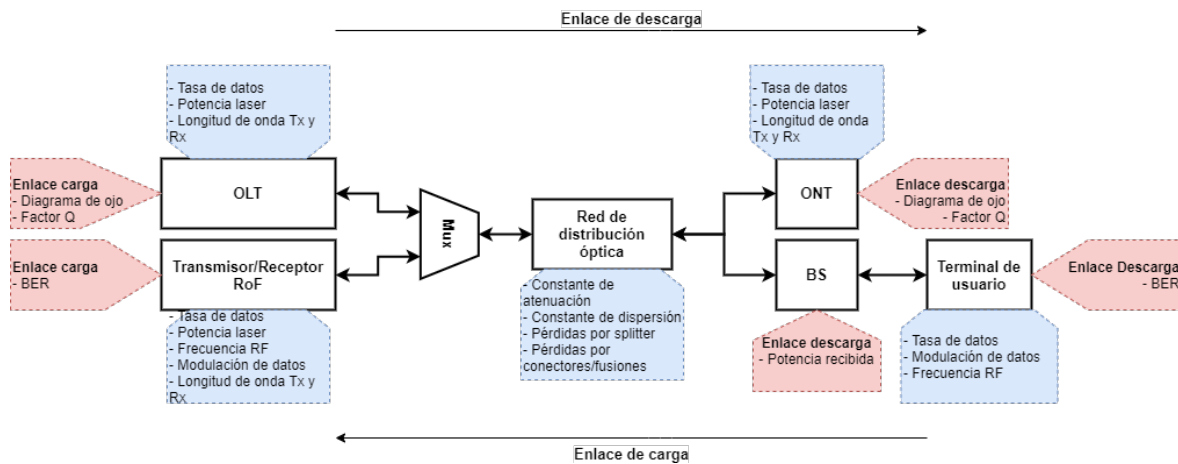 Enlace de descarga
- Tasa de datos
- Potencia laser
- Longitud de onda Tx y
Rx
- Tasa de datos
- Potencia laser
- Longitud de onda
Tx y Rx
Enlace carga
- Diagrama de ojo
- Factor Q
OLT
Mux
Red de
distribución
óptica
ONT
Enlace descarga
- Diagrama de ojo
- Factor Q
Enlace carga
- BER
Transmisor/Receptor
RoF
BS
Terminal de
usuario
Enlace Descarga
- BER
- Tasa de datos
- Potencia laser
- Frecuencia RF
- Modulación de datos
- Longitud de onda Tx y
Rx
- Constante de
atenuación
- Constante de dispersión
- Pérdidas por splitter
- Pérdidas por
conectores/fusiones
Enlace descarga
- Potencia recibida
- Tasa de datos
- Modulación de datos
- Frecuencia RF
Enlace de carga